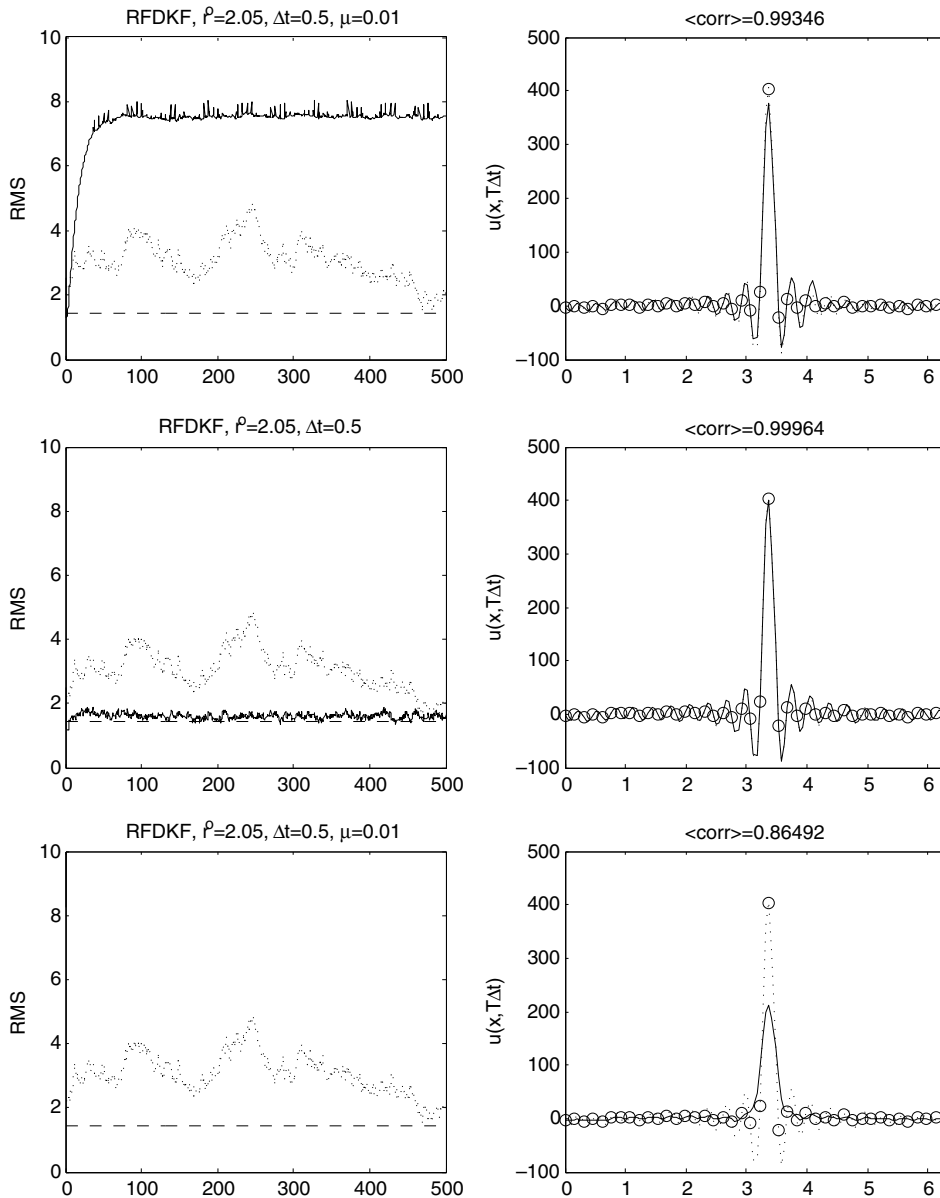 RFDKF, r°=2.05, Δt=0.5, μ=0.01
10
8
6
4
2
0
RMS
0 100 200 300 400 500
<corr>=0.99346
500
400
300
200
100
0
−100
u(x,TΔt)
0 1 2 3 4 5 6
RFDKF, r°=2.05, Δt=0.5
10
8
6
4
2
0
RMS
0 100 200 300 400 500
<corr>=0.99964
500
400
300
200
100
0
−100
u(x,TΔt)
0 1 2 3 4 5 6
RFDKF, r°=2.05, Δt=0.5, μ=0.01
10
8
6
4
2
0
RMS
0 100 200 300 400 500
<corr>=0.86492
500
400
300
200
100
0
−100
u(x,TΔt)
0 1 2 3 4 5 6